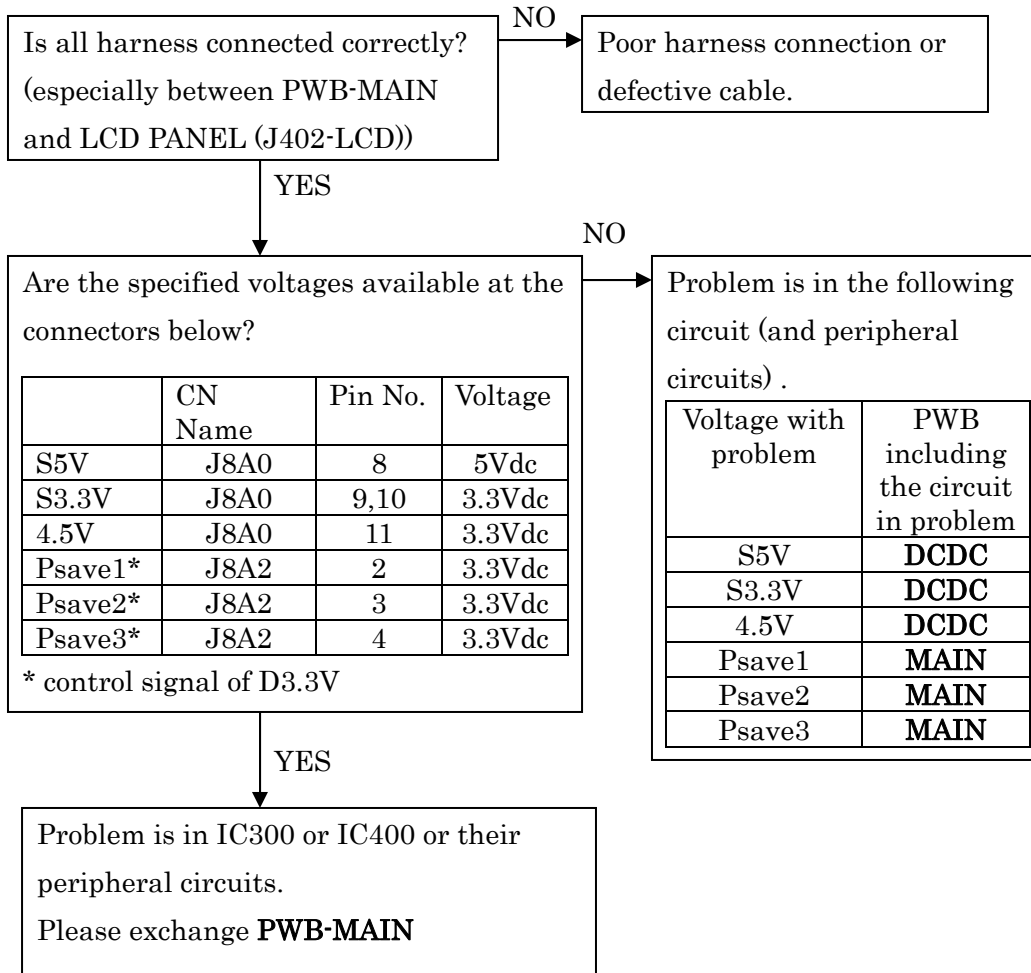 Is all harness connected correctly?
(especially between PWB-MAIN
and LCD PANEL (J402-LCD))
NO
Poor harness connection or
defective cable.
YES
Are the specified voltages available at the
connectors below?
CN
Name
Pin No.
Voltage
S5V J8A0 8 5Vdc
S3.3V J8A0 9,10 3.3Vdc
4.5V J8A0 11 3.3Vdc
Psave1* J8A2 2 3.3Vdc
Psave2* J8A2 3 3.3Vdc
Psave3* J8A2 4 3.3Vdc
* control signal of D3.3V
NO
Problem is in the following
circuit (and peripheral
circuits) .
Voltage with
problem
PWB
including
the circuit
in problem
S5V DCDC
S3.3V DCDC
4.5V DCDC
Psave1 MAIN
Psave2 MAIN
Psave3 MAIN
YES
Problem is in IC300 or IC400 or their
peripheral circuits.
Please exchange PWB-MAIN